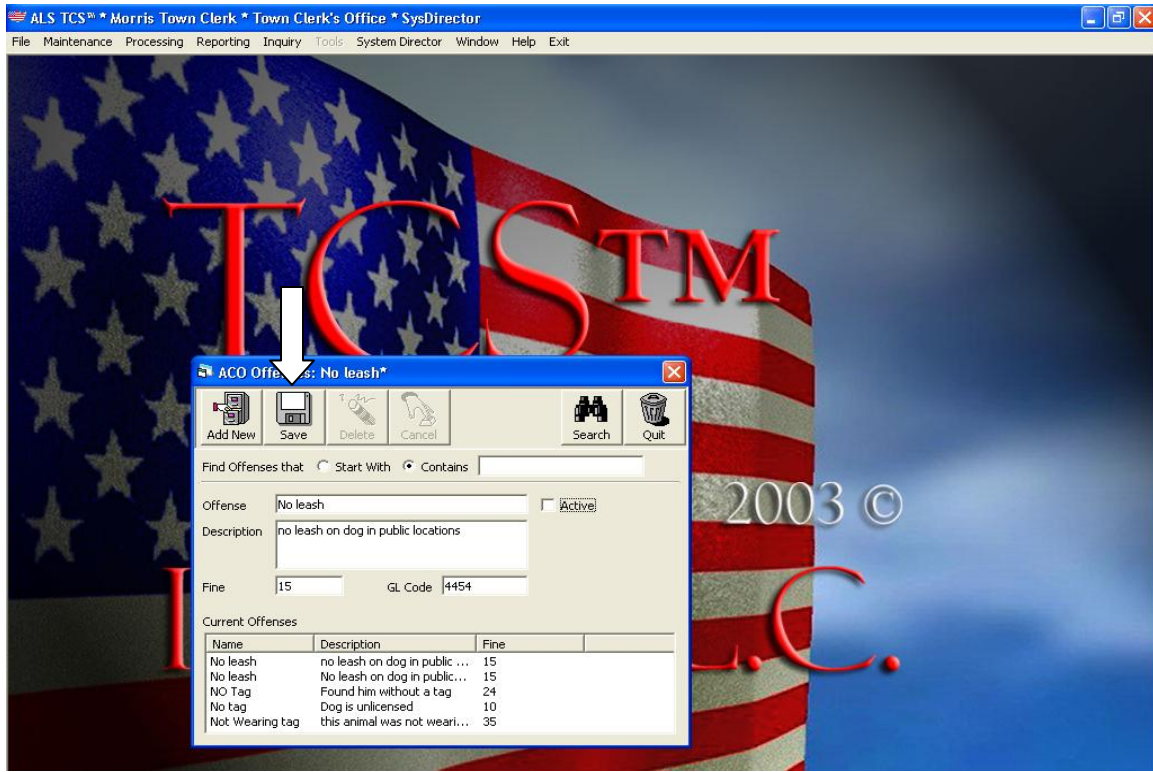 ALS TCS™ * Morris Town Clerk * Town Clerk's Office * SysDirector
File Maintenance Processing Reporting Inquiry Tools System Director Window Help Exit
TCS™
ACO Offenses: No leash*
Add New Save Delete Cancel Search Quit
Find Offenses that Start With Contains
Offense No leash Active
2003 ©
Description no leash on dog in public locations
Fine 15 GL Code 4454
Current Offenses
Name Description Fine
No leash no leash on dog in public ... 15
No leash No leash on dog in public... 15
NO Tag Found him without a tag 24
No tag Dog is unlicensed 10
Not Wearing tag this animal was not weari... 35
.C.